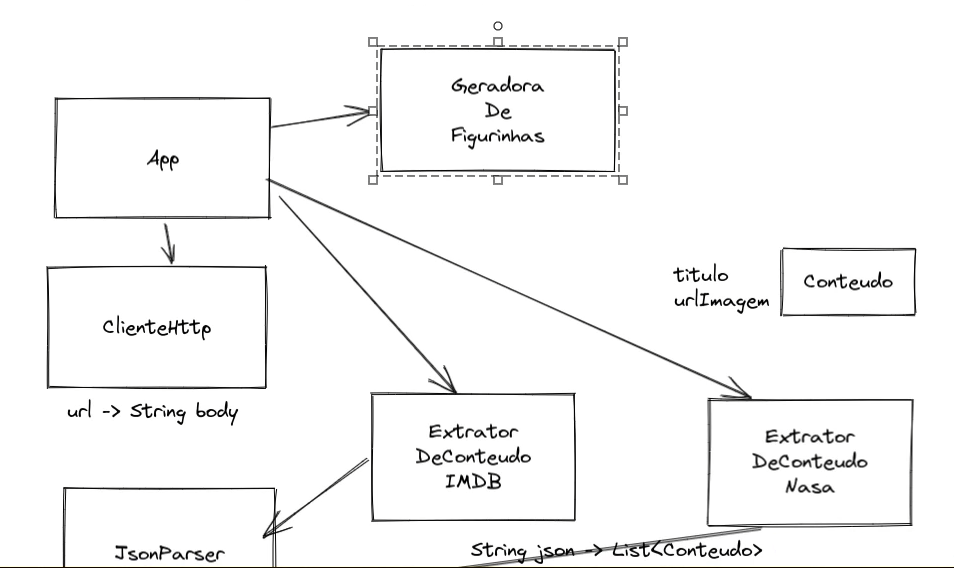 Geradora
De
Figurinhas
App
titulo
urlImagem
Conteudo
ClienteHttp
url -> String body
Extrator
DeConteudo
IMDB
Extrator
DeConteudo
Nasa
JsonParser
String json -> List<Conteudo>